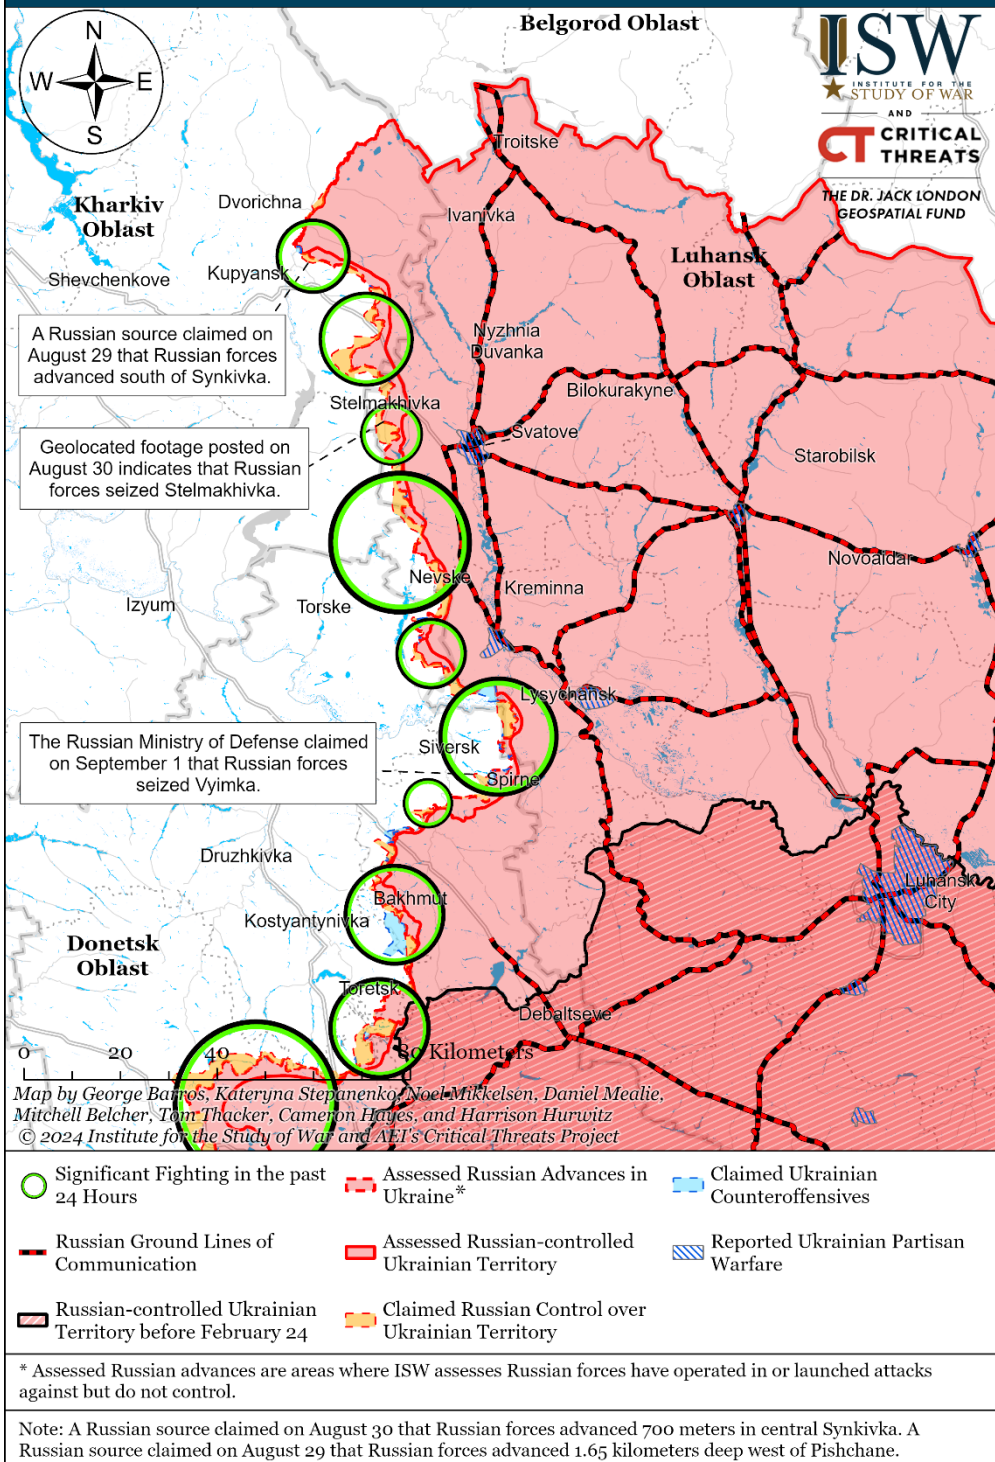 Belgorod Oblast
N
W
E
S
ISW
INSTITUTE FOR THE
STUDY OF WAR
AND
CT CRITICAL
THREATS
THE DR. JACK LONDON
GEOSPATIAL FUND
Troitske
Kharkiv
Oblast
Dvorichna
Ivanivka
Luhansk
Oblast
Shevchenkove
Kupyansk
A Russian source claimed on
August 29 that Russian forces
advanced south of Synkivka.
Nyzhnia
Duvanka
Bilokurakyne
Stelmakhivka
Svatove
Starobilsk
Geolocated footage posted on
August 30 indicates that Russian
forces seized Stelmakhivka.
Novoaidar
Nevske
Kreminna
Izyum
Torske
Lysychansk
The Russian Ministry of Defense claimed
on September 1 that Russian forces
seized Vyimka.
Siversk
Spirne
Druzhkivka
Luhansk
City
Bakhmut
Kostyantynivka
Donetsk
Oblast
Toretsk
Debaltseve
0 20 40 80 Kilometers
Map by George Barros, Kateryna Stepanenko, Noel Mikkelsen, Daniel Mealie,
Mitchell Belcher, Tom Thacker, Cameron Hayes, and Harrison Hurwitz
© 2024 Institute for the Study of War and AEI's Critical Threats Project
Significant Fighting in the past
24 Hours
Assessed Russian Advances in
Ukraine*
Claimed Ukrainian
Counteroffensives
Russian Ground Lines of
Communication
Assessed Russian-controlled
Ukrainian Territory
Reported Ukrainian Partisan
Warfare
Russian-controlled Ukrainian
Territory before February 24
Claimed Russian Control over
Ukrainian Territory
* Assessed Russian advances are areas where ISW assesses Russian forces have operated in or launched attacks
against but do not control.
Note: A Russian source claimed on August 30 that Russian forces advanced 700 meters in central Synkivka. A
Russian source claimed on August 29 that Russian forces advanced 1.65 kilometers deep west of Pishchane.